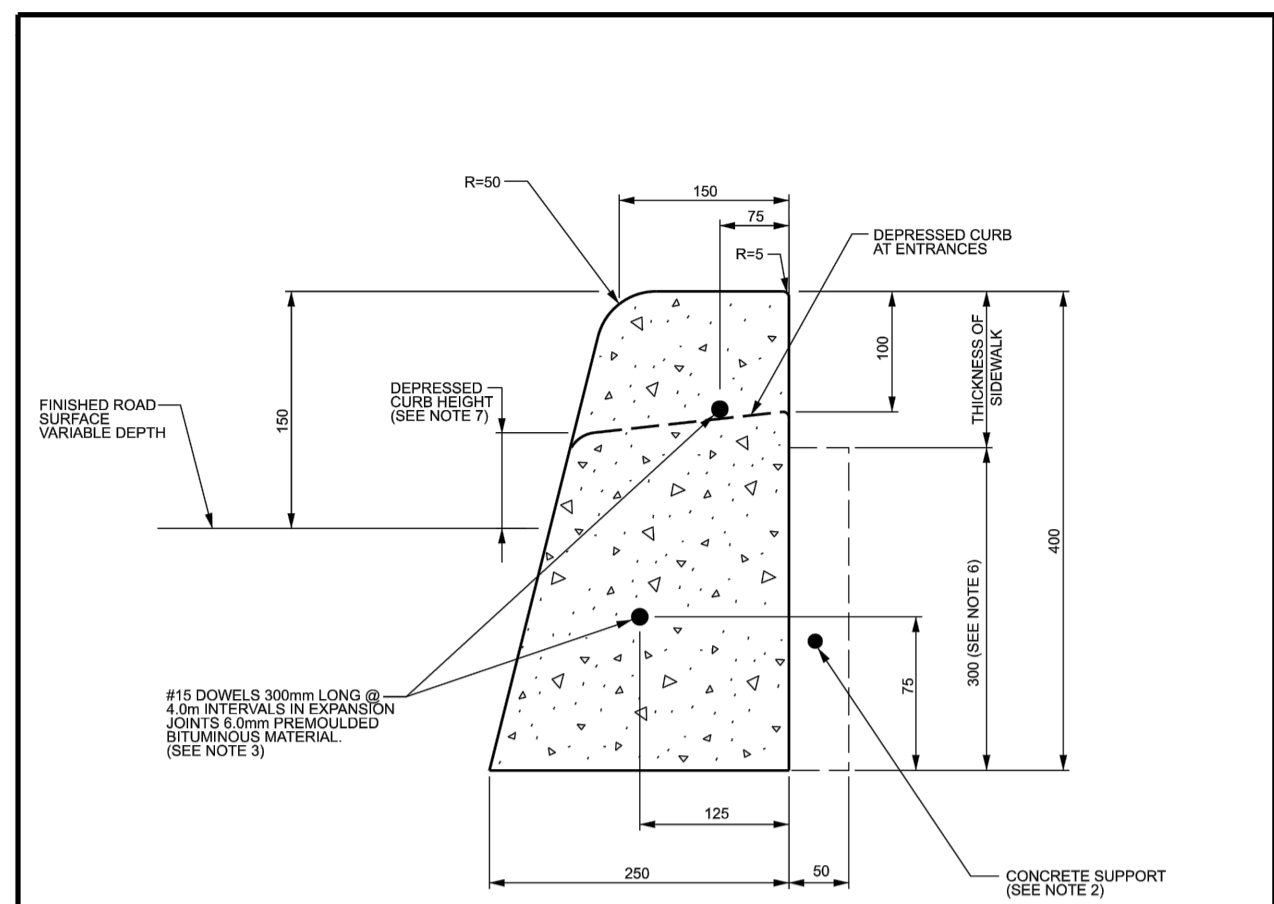 R=50
150
75
DEPRESSED CURB
AT ENTRANCES
R=5
THICKNESS OF
SIDEWALK
100
150
DEPRESSED
CURB HEIGHT
(SEE NOTE 7)
FINISHED ROAD
SURFACE
VARIABLE DEPTH
400
300 (SEE NOTE 6)
75
#15 DOWELS 300mm LONG @
4.0m INTERVALS IN EXPANSION
JOINTS 6.0mm PREMOULDED
BITUMINOUS MATERIAL.
(SEE NOTE 3)
125
250
50
CONCRETE SUPPORT
(SEE NOTE 2)